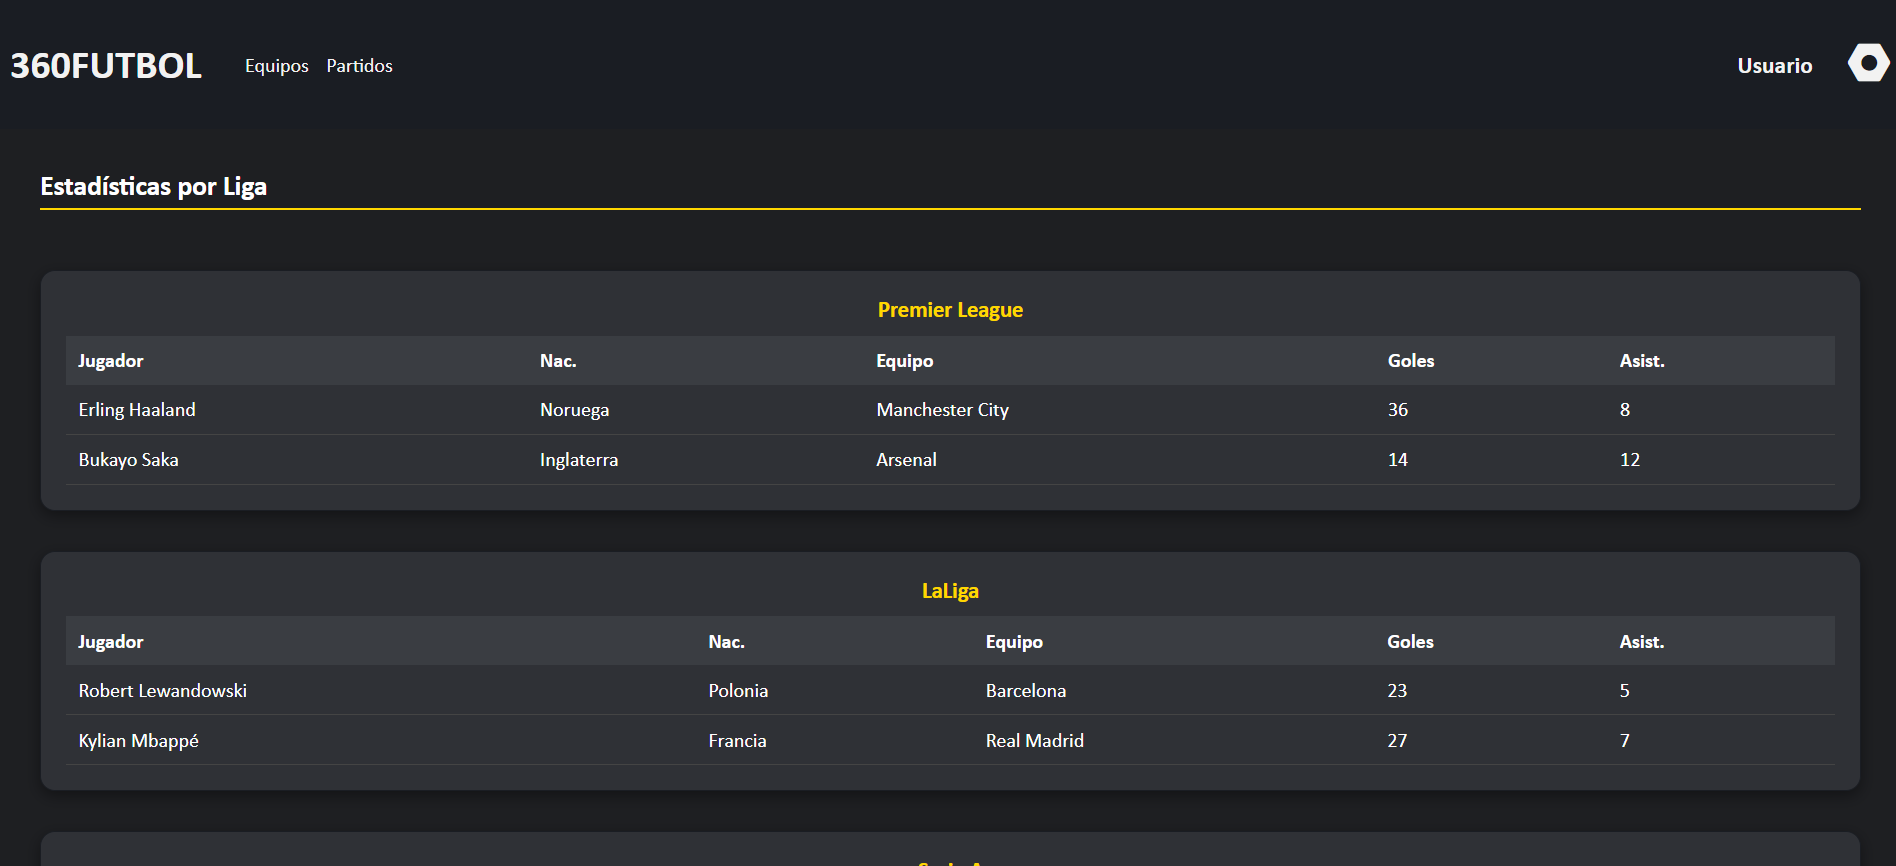 360FUTBOL Equipos Partidos Usuario
Estadísticas por Liga
Premier League
Jugador Nac. Equipo Goles Asist.
Erling Haaland Noruega Manchester City 36 8
Bukayo Saka Inglaterra Arsenal 14 12
LaLiga
Jugador Nac. Equipo Goles Asist.
Robert Lewandowski Polonia Barcelona 23 5
Kylian Mbappé Francia Real Madrid 27 7